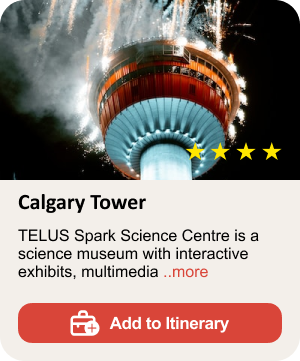 Calgary Tower
TELUS Spark Science Centre is a
science museum with interactive
exhibits, multimedia ..more
Add to Itinerary